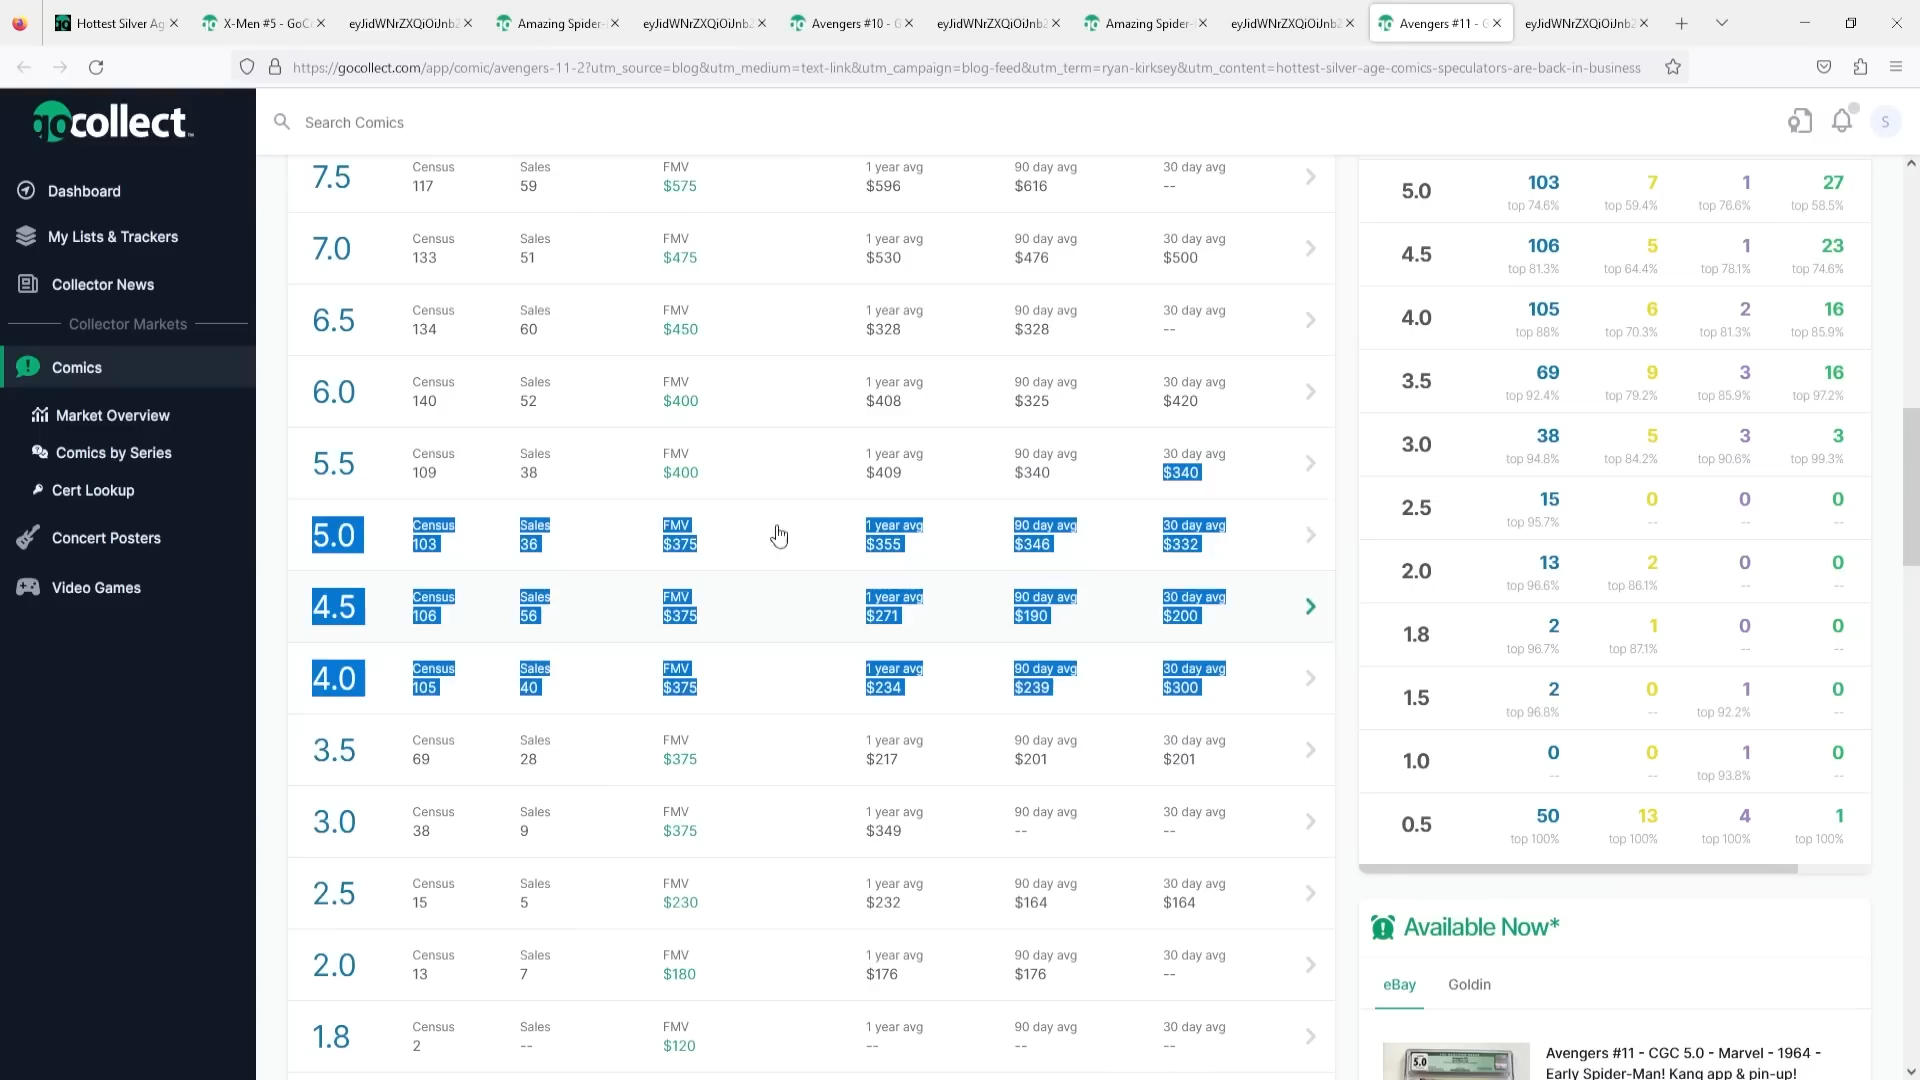 Hottest Silver Ag
X-Men #5 - GoC
eyJidWNrZXQiOiJnb2
Amazing Spider-
eyJidWNrZXQiOiJnb2
Avengers #10 - G
eyJidWNrZXQiOiJnb2
Amazing Spider-
eyJidWNrZXQiOiJnb2
Avengers #11 - G
eyJidWNrZXQiOiJnb2
https://gocollect.com/app/comic/avengers-11-2?utm_source=blog&utm_medium=text-link&utm_campaign=blog-feed&utm_term=ryan-kirksey&utm_content=hottest-silver-age-comics-speculators-are-back-in-business
gocollect™
Search Comics
S
Dashboard
My Lists & Trackers
Collector News
Collector Markets
Comics
Market Overview
Comics by Series
Cert Lookup
Concert Posters
Video Games
7.5 Census Sales FMV 1 year avg 90 day avg 30 day avg
117 59 $575 $596 $616 --
7.0 Census Sales FMV 1 year avg 90 day avg 30 day avg
133 51 $475 $530 $476 $500
6.5 Census Sales FMV 1 year avg 90 day avg 30 day avg
134 60 $450 $328 $328 --
6.0 Census Sales FMV 1 year avg 90 day avg 30 day avg
140 52 $400 $408 $325 $420
5.5 Census Sales FMV 1 year avg 90 day avg 30 day avg
109 38 $400 $409 $340 $340
5.0 Census Sales FMV 1 year avg 90 day avg 30 day avg
103 36 $375 $355 $346 $332
4.5 Census Sales FMV 1 year avg 90 day avg 30 day avg
106 56 $375 $271 $190 $200
4.0 Census Sales FMV 1 year avg 90 day avg 30 day avg
105 40 $375 $234 $239 $300
3.5 Census Sales FMV 1 year avg 90 day avg 30 day avg
69 28 $375 $217 $201 $201
3.0 Census Sales FMV 1 year avg 90 day avg 30 day avg
38 9 $375 $349 -- --
2.5 Census Sales FMV 1 year avg 90 day avg 30 day avg
15 5 $230 $232 $164 $164
2.0 Census Sales FMV 1 year avg 90 day avg 30 day avg
13 7 $180 $176 $176 --
1.8 Census Sales FMV 1 year avg 90 day avg 30 day avg
2 -- $120 -- -- --
5.0 103 7 1 27
top 74.6% top 59.4% top 76.6% top 58.5%
4.5 106 5 1 23
top 81.3% top 64.4% top 78.1% top 74.6%
4.0 105 6 2 16
top 88% top 70.3% top 81.3% top 85.9%
3.5 69 9 3 16
top 92.4% top 79.2% top 85.9% top 97.2%
3.0 38 5 3 3
top 94.8% top 84.2% top 90.6% top 99.3%
2.5 15 0 0 0
top 95.7% -- -- --
2.0 13 2 0 0
top 96.6% top 86.1% -- --
1.8 2 1 0 0
top 96.7% top 87.1% -- --
1.5 2 0 1 0
top 96.8% -- top 92.2% --
1.0 0 0 1 0
-- -- top 93.8% --
0.5 50 13 4 1
top 100% top 100% top 100% top 100%
Available Now*
eBay Goldin
5.0
Avengers #11 - CGC 5.0 - Marvel - 1964 -
Early Spider-Man! Kang app & pin-up!